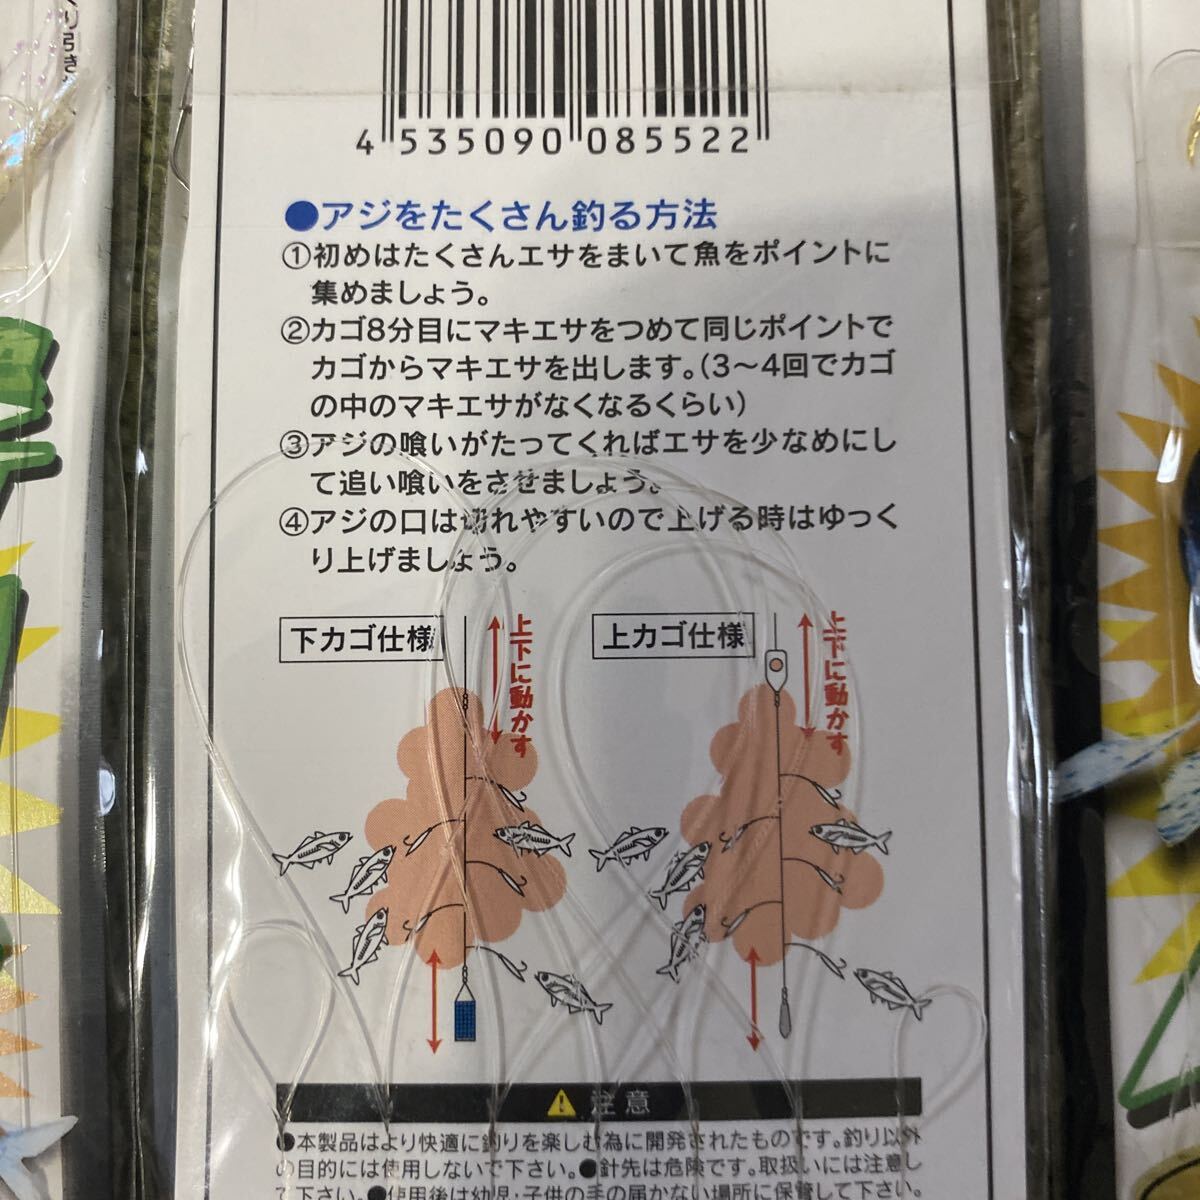 くり引き
4 535090 085522
●アジをたくさん釣る方法
①初めはたくさんエサをまいて魚をポイントに
集めましょう。
②カゴ8分目にマキエサをつめて同じポイントで
カゴからマキエサを出します。(3〜4回でカゴ
の中のマキエサがなくなるくらい)
③アジの喰いがたってくればエサを少なめにし
て追い喰いをさせましょう。
④アジの口は切れやすいので上げる時はゆっく
り上げましょう。
下カゴ仕様
上下に動かす
上カゴ仕様
上下に動かす
注意
●本製品はより快適に釣りを楽しむ為に開発されたものです。釣り以外
の目的には使用しないで下さい。●針先は危険です。取扱いには注意し
て下さい。●使用後は幼児・子供の手の届かない場所に保管して下さい。